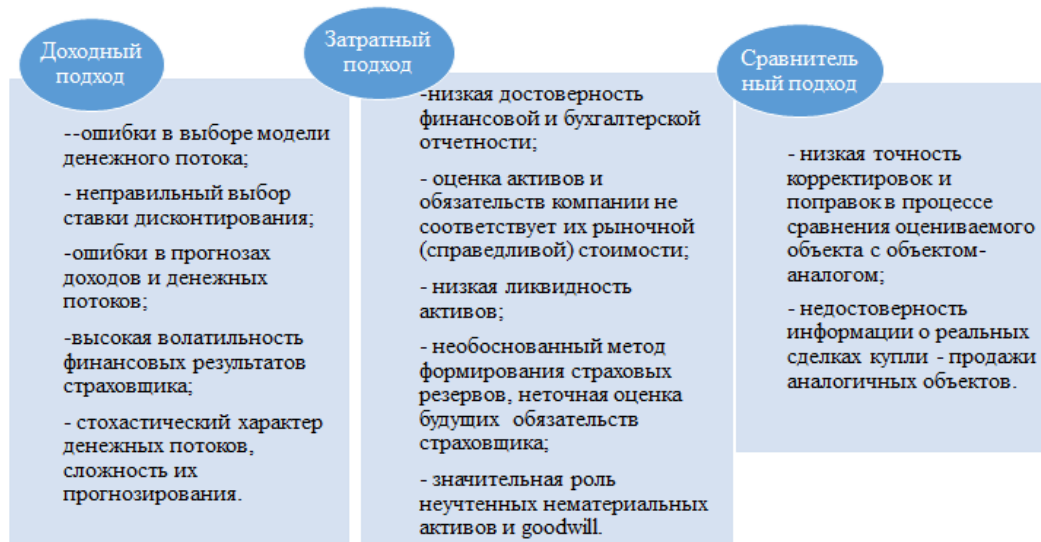 Доходный
подход
--ошибки в выборе модели
денежного потока;
- неправильный выбор
ставки дисконтирования;
-ошибки в прогнозах
доходов и денежных
потоков;
-высокая волатильность
финансовых результатов
страховщика;
- стохастический характер
денежных потоков,
сложность их
прогнозирования.
Затратный
подход
-низкая достоверность
финансовой и бухгалтерской
отчетности;
- оценка активов и
обязательств компании не
соответствует их рыночной
(справедливой) стоимости;
- низкая ликвидность
активов;
- необоснованный метод
формирования страховых
резервов, неточная оценка
будущих обязательств
страховщика;
- значительная роль
неучтенных нематериальных
активов и goodwill.
Сравнитель
ный подход
- низкая точность
корректировок и
поправок в процессе
сравнения оцениваемого
объекта с объектом-
аналогом;
- недостоверность
информации о реальных
сделках купли - продажи
аналогичных объектов.